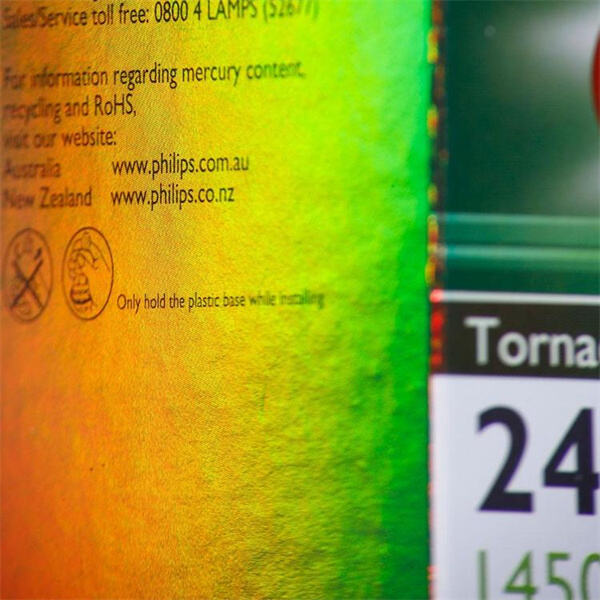 Sales/Service toll free: 0800 4 LAMPS (52677)
For information regarding mercury content,
recycling and RoHS,
visit our website:
Australia www.philips.com.au
New Zealand www.philips.co.nz
Only hold the plastic base while installing
Torna
24
1450